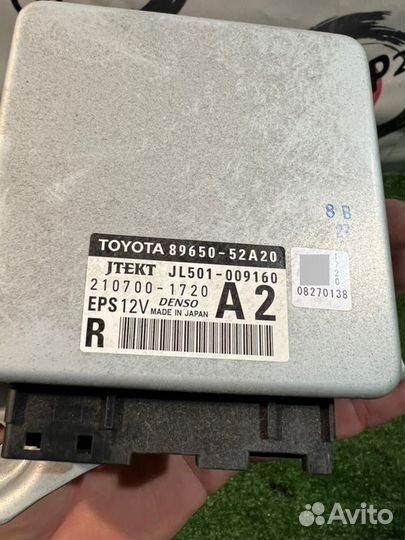 8 B
22
TOYOTA 89650-52A20
JTEKT JL501-009160
210700-1720 A2
EPS 12V DENSO
MADE IN JAPAN
R
08270138
Avito